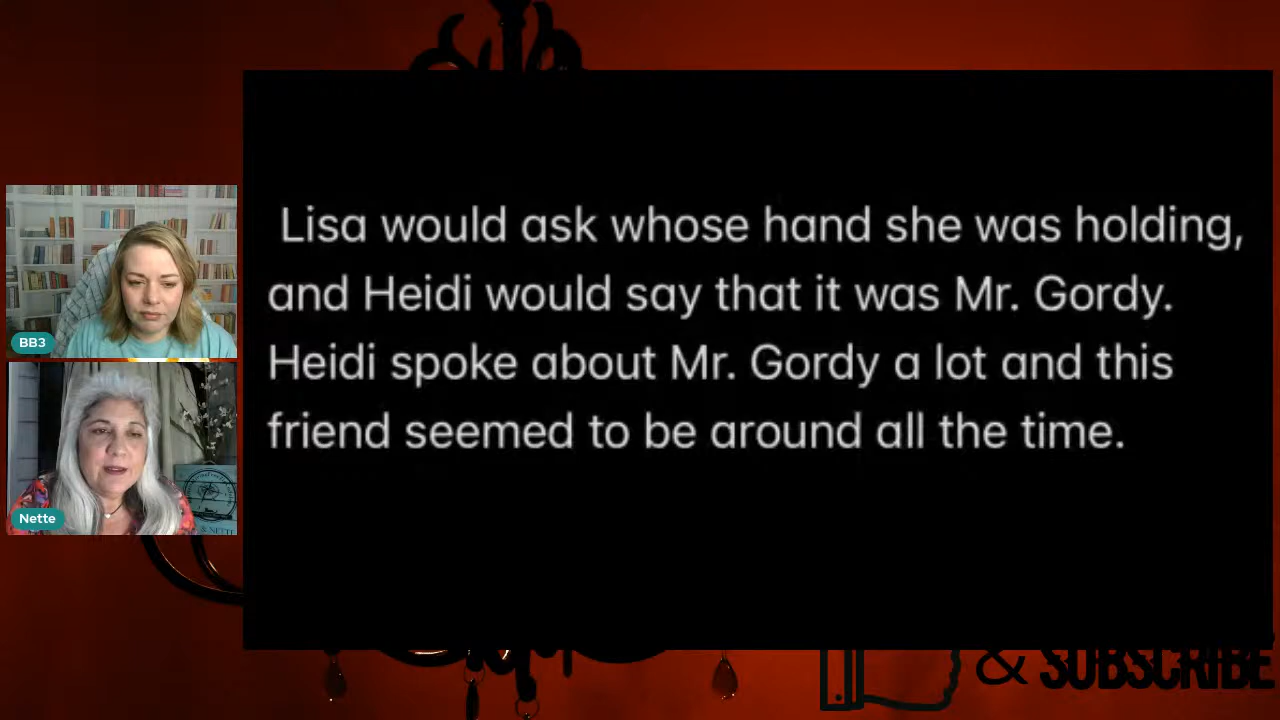 Lisa would ask whose hand she was holding,
and Heidi would say that it was Mr. Gordy.
Heidi spoke about Mr. Gordy a lot and this
friend seemed to be around all the time.
BB3
Nette
& NETTE
& SUBSCRIBE